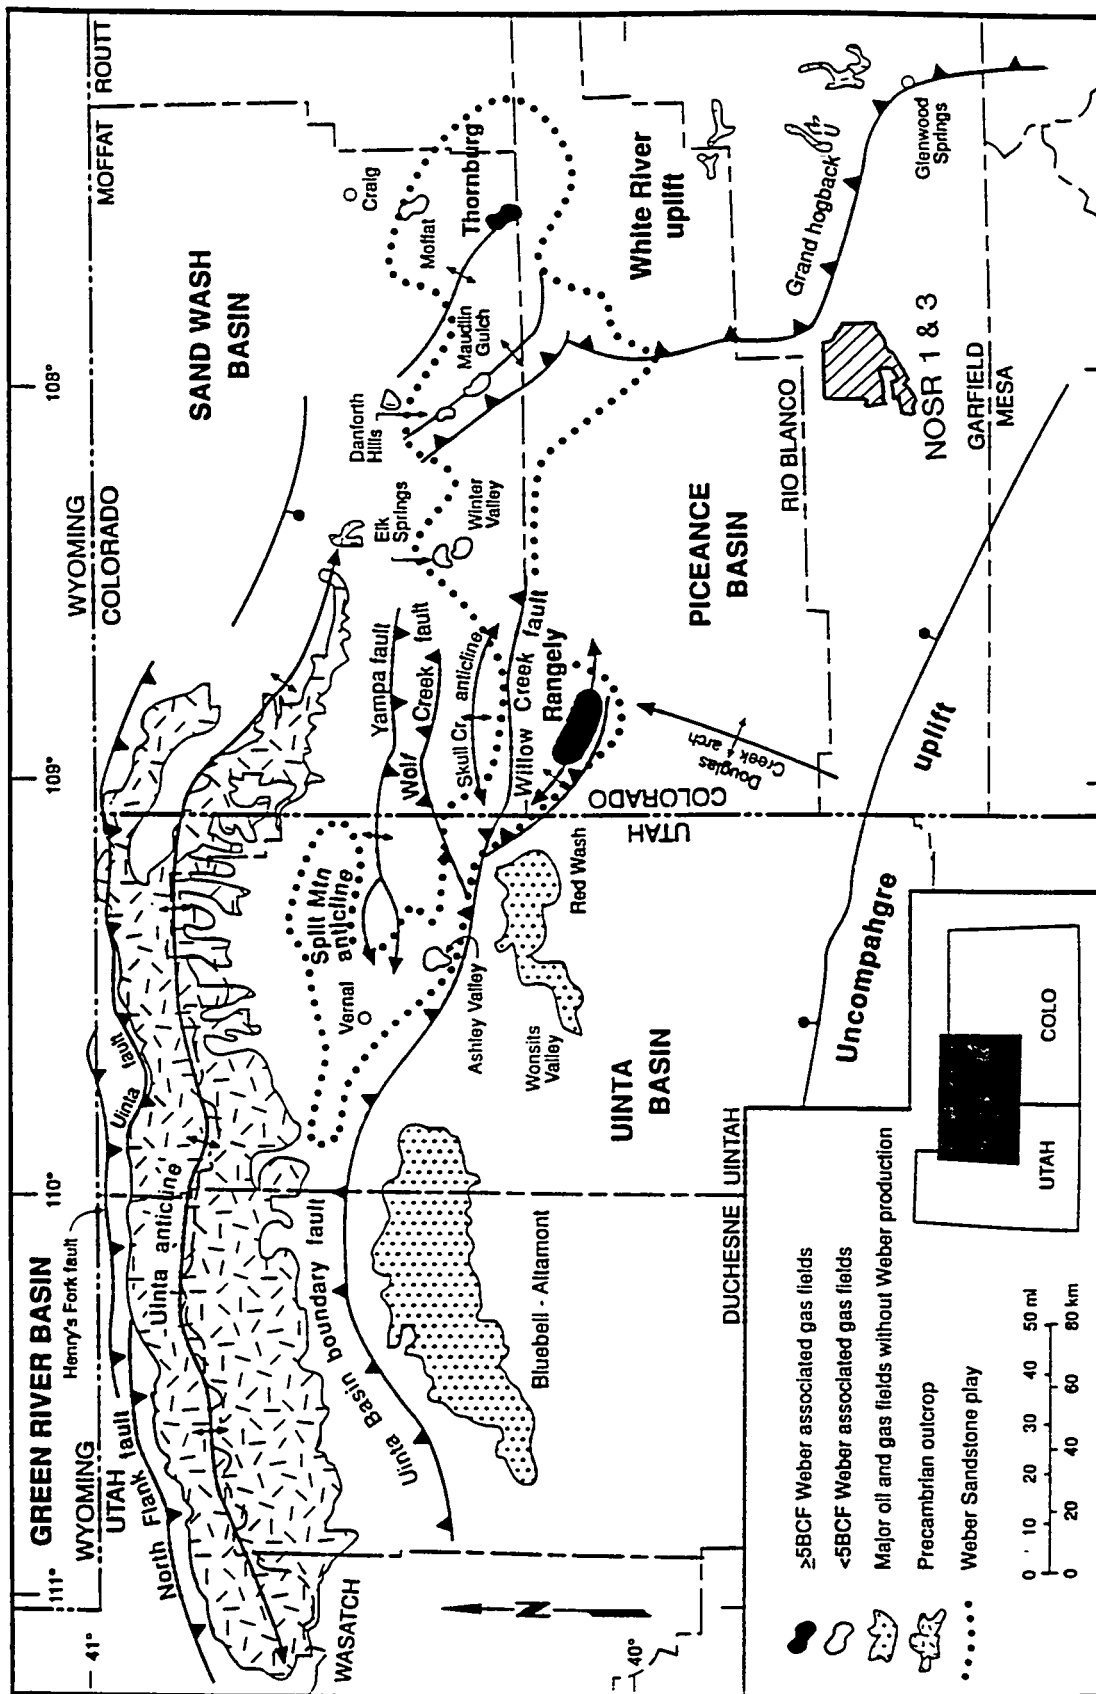 GREEN RIVER BASIN
111°
110°
109°
108°
41°
40°
WYOMING
UTAH
WYOMING
COLORADO
MOFFAT
ROUTT
Henry's Fork fault
North Flank fault
Uinta fault
Uinta anticline
WASATCH
SAND WASH
BASIN
Craig
Moffat
Thornburg
Danforth
Hills
Maudlin
Gulch
Elk
Springs
Winter
Valley
White River
uplift
Yampa fault
Wolf Creek fault
Skull Cr anticline
Willow Creek fault
Rangely
Split Mtn
anticline
Vernal
Ashley Valley
Red Wash
Wonsits
Valley
UTAH
COLORADO
Douglas
Creek arch
Uinta Basin boundary fault
Bluebell - Altamont
UINTA
BASIN
PICEANCE
BASIN
RIO BLANCO
GARFIELD
MESA
NOSR 1 & 3
Grand hogback
Glenwood
Springs
DUCHESNE
UINTAH
Uncompahgre uplift
N
≥5BCF Weber associated gas fields
<5BCF Weber associated gas fields
Major oil and gas fields without Weber production
Precambrian outcrop
Weber Sandstone play
0 10 20 30 40 50 mi
0 20 40 60 80 km
UTAH
COLO